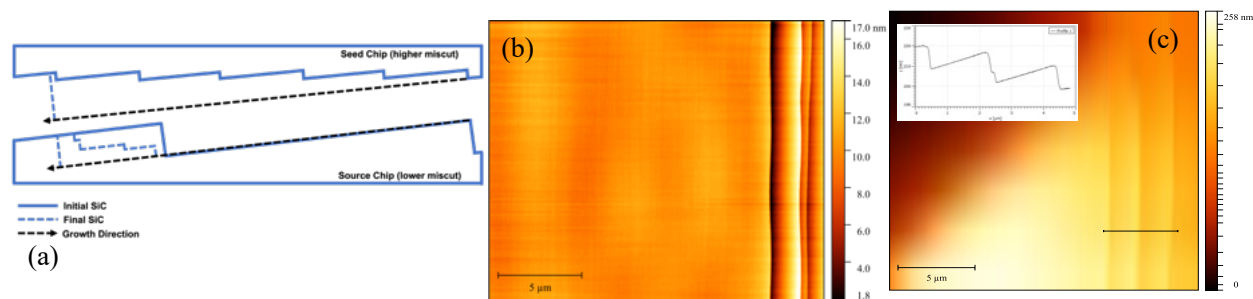 Seed Chip (higher miscut)
Source Chip (lower miscut)
Initial SiC
Final SiC
Growth Direction
(a)
(b)
5 μm
17.0 nm
14.0
12.0
10.0
8.0
6.0
4.0
1.8
(c)
5 μm
258 nm
0